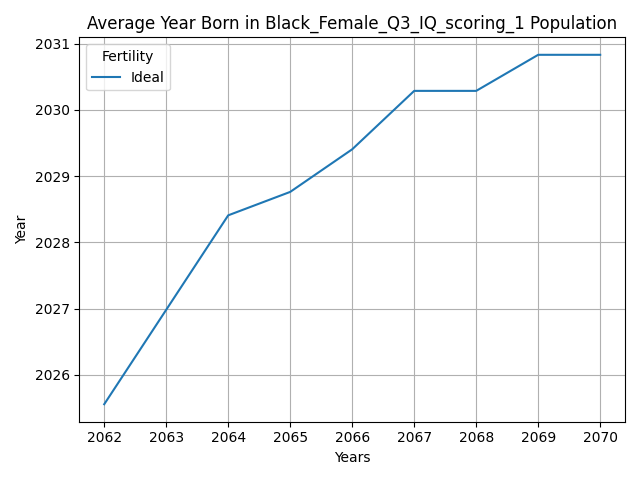 Average Year Born in Black_Female_Q3_IQ_scoring_1 Population
2031
2030
2029
2028
2027
2026
Year
Fertility
Ideal
2062 2063 2064 2065 2066 2067 2068 2069 2070
Years